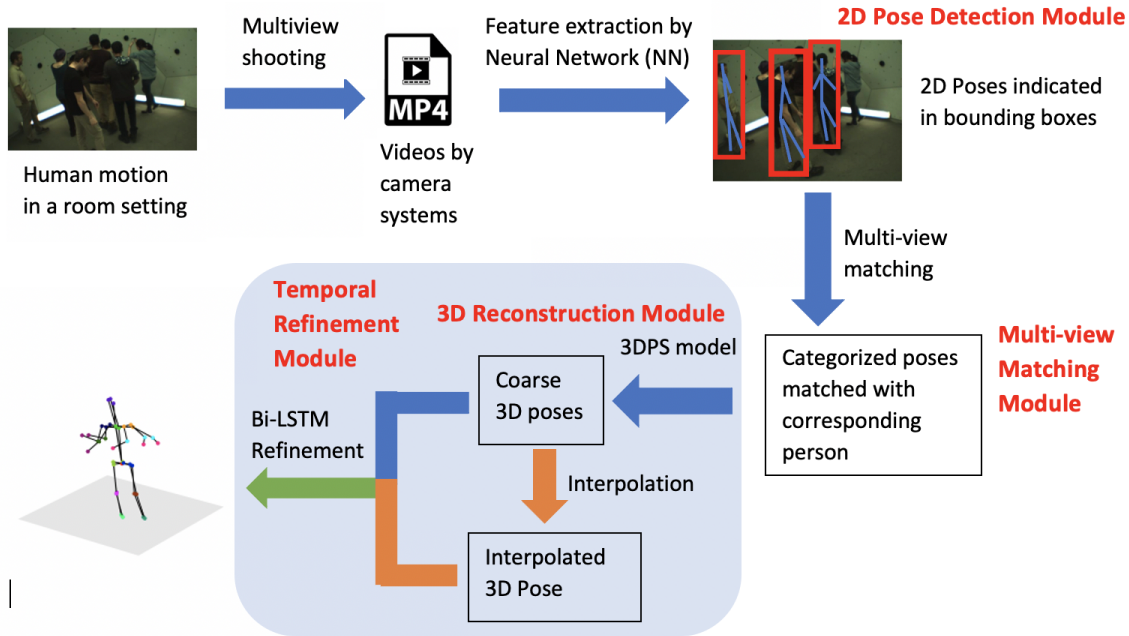 Multiview
shooting
Feature extraction by
Neural Network (NN)
2D Pose Detection Module
MP4
2D Poses indicated
in bounding boxes
Human motion
in a room setting
Videos by
camera
systems
Multi-view
matching
Temporal
Refinement
Module
3D Reconstruction Module
3DPS model
Multi-view
Matching
Module
Categorized poses
matched with
corresponding
person
Coarse
3D poses
Bi-LSTM
Refinement
Interpolation
Interpolated
3D Pose